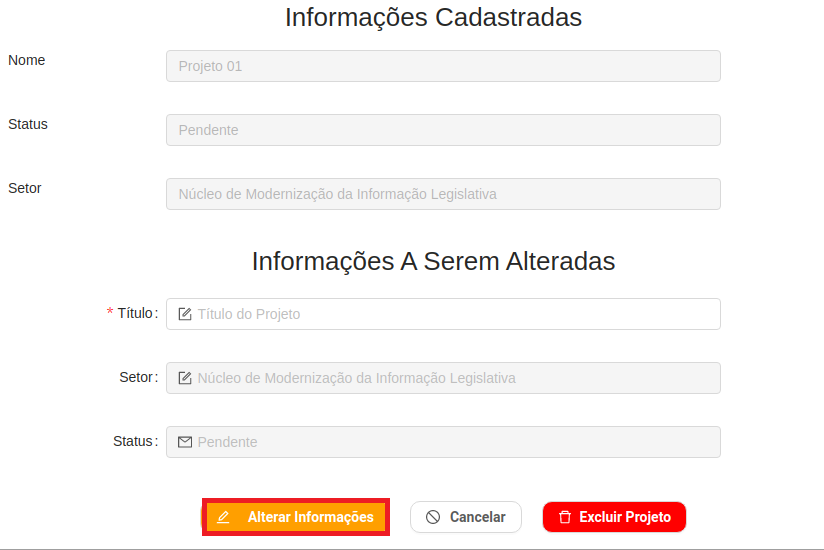 Informações Cadastradas
Nome
Projeto 01
Status
Pendente
Setor
Núcleo de Modernização da Informação Legislativa
Informações A Serem Alteradas
* Título:
Título do Projeto
Setor:
Núcleo de Modernização da Informação Legislativa
Status:
Pendente
Alterar Informações
Cancelar
Excluir Projeto